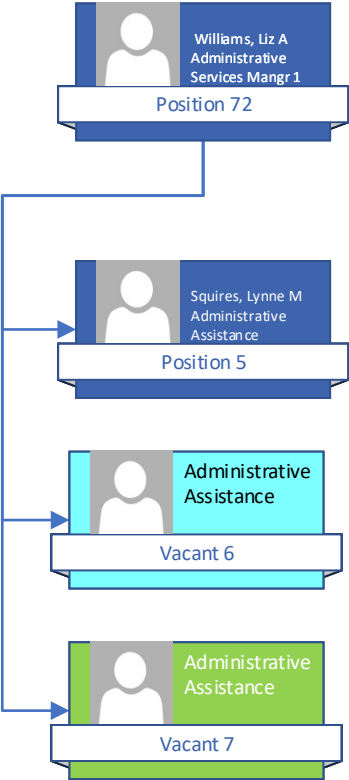 Williams, Liz A
Administrative
Services Mangr 1
Position 72
Squires, Lynne M
Administrative
Assistance
Position 5
Administrative
Assistance
Vacant 6
Administrative
Assistance
Vacant 7